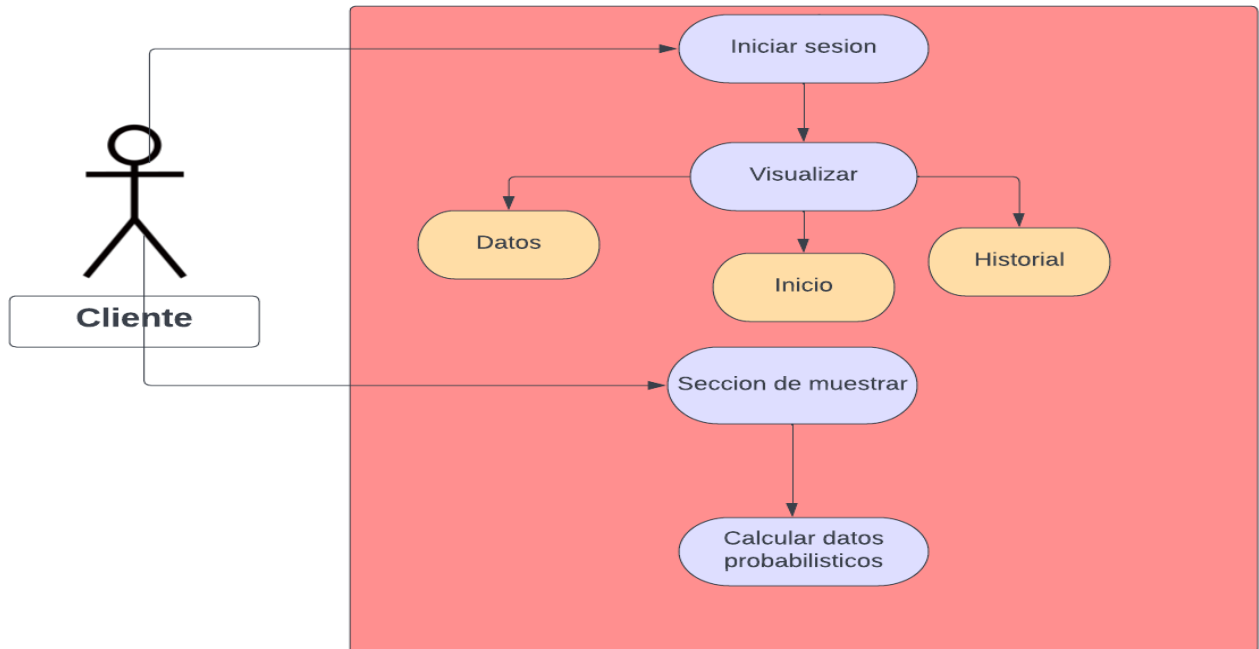 Iniciar sesion
Visualizar
Datos
Inicio
Historial
Cliente
Seccion de muestrar
Calcular datos
probabilisticos